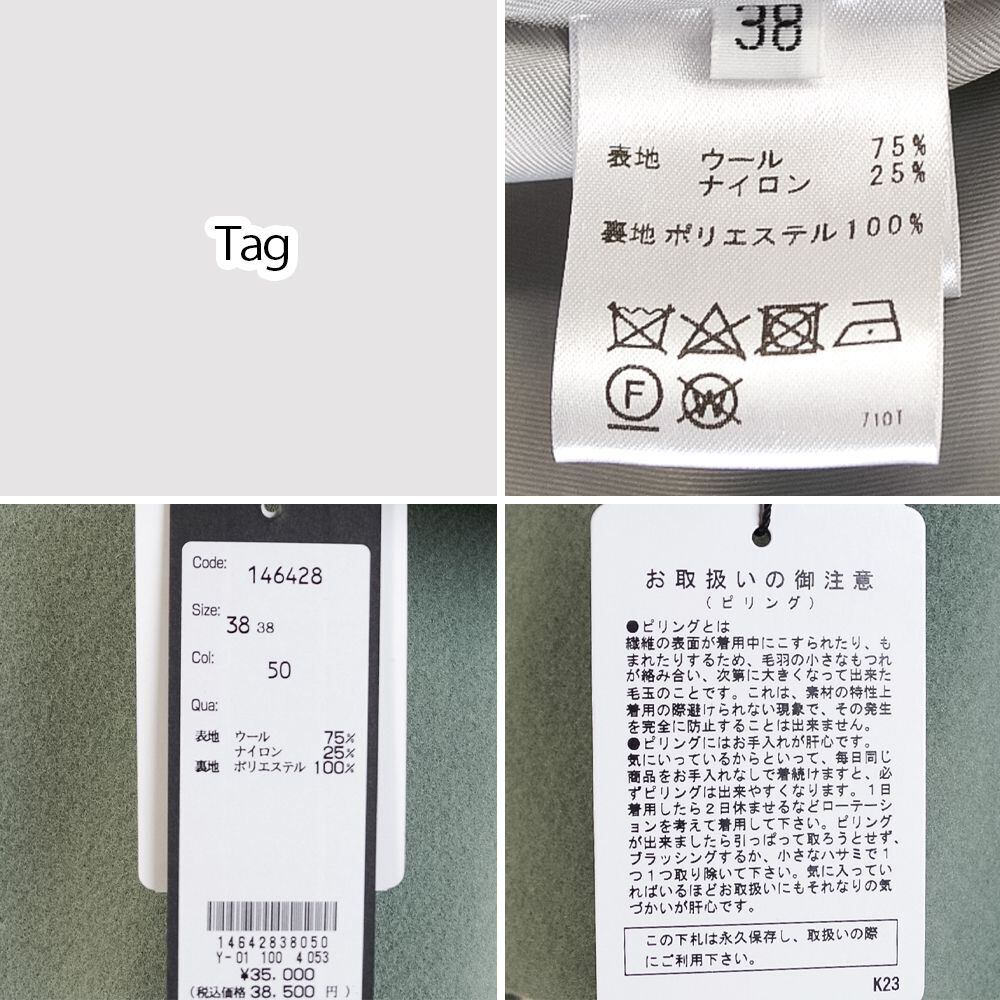 Tag
38
表地 ウール 75%
ナイロン 25%
裏地 ポリエステル 100%
F
W
710T
Code: 146428
Size: 38 38
Col: 50
Qua:
表地 ウール 75%
ナイロン 25%
裏地 ポリエステル 100%
14642838050
Y-01 100 4053
¥35.000
(税込価格 38.500 円)
お取扱いの御注意
(ピリング)
●ピリングとは
繊維の表面が着用中にこすられたり、も
まれたりするため、毛羽の小さなもつれ
が絡み合い、次第に大きくなって出来た
毛玉のことです。これは、素材の特性上
着用の際避けられない現象で、その発生
を完全に防止することは出来ません。
●ピリングにはお手入れが肝心です。
気にいっているからといって、毎日同じ
商品をお手入れなしで着続けますと、必
ずピリングは出来やすくなります。1日
着用したら2日休ませるなどローテーシ
ョンを考えて着用して下さい。ピリング
が出来ましたら引っぱって取ろうとせず、
ブラッシングするか、小さなハサミで1
つ1つ取り除いて下さい。気に入ってい
ればいるほどお取扱いにもそれなりの気
づかいが肝心です。
この下札は永久保存し、取扱いの際
にご利用下さい。
K23